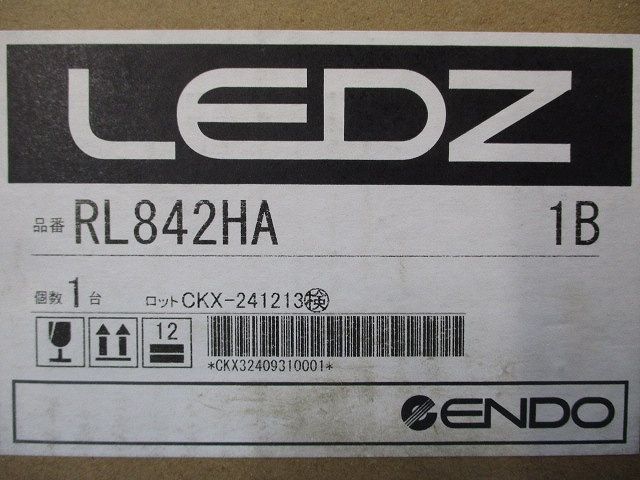 LEDZ
品番 RL842HA 1B
個数 1 台 ロット CKX-241213 検
12
*CKX32409310001*
ENDO